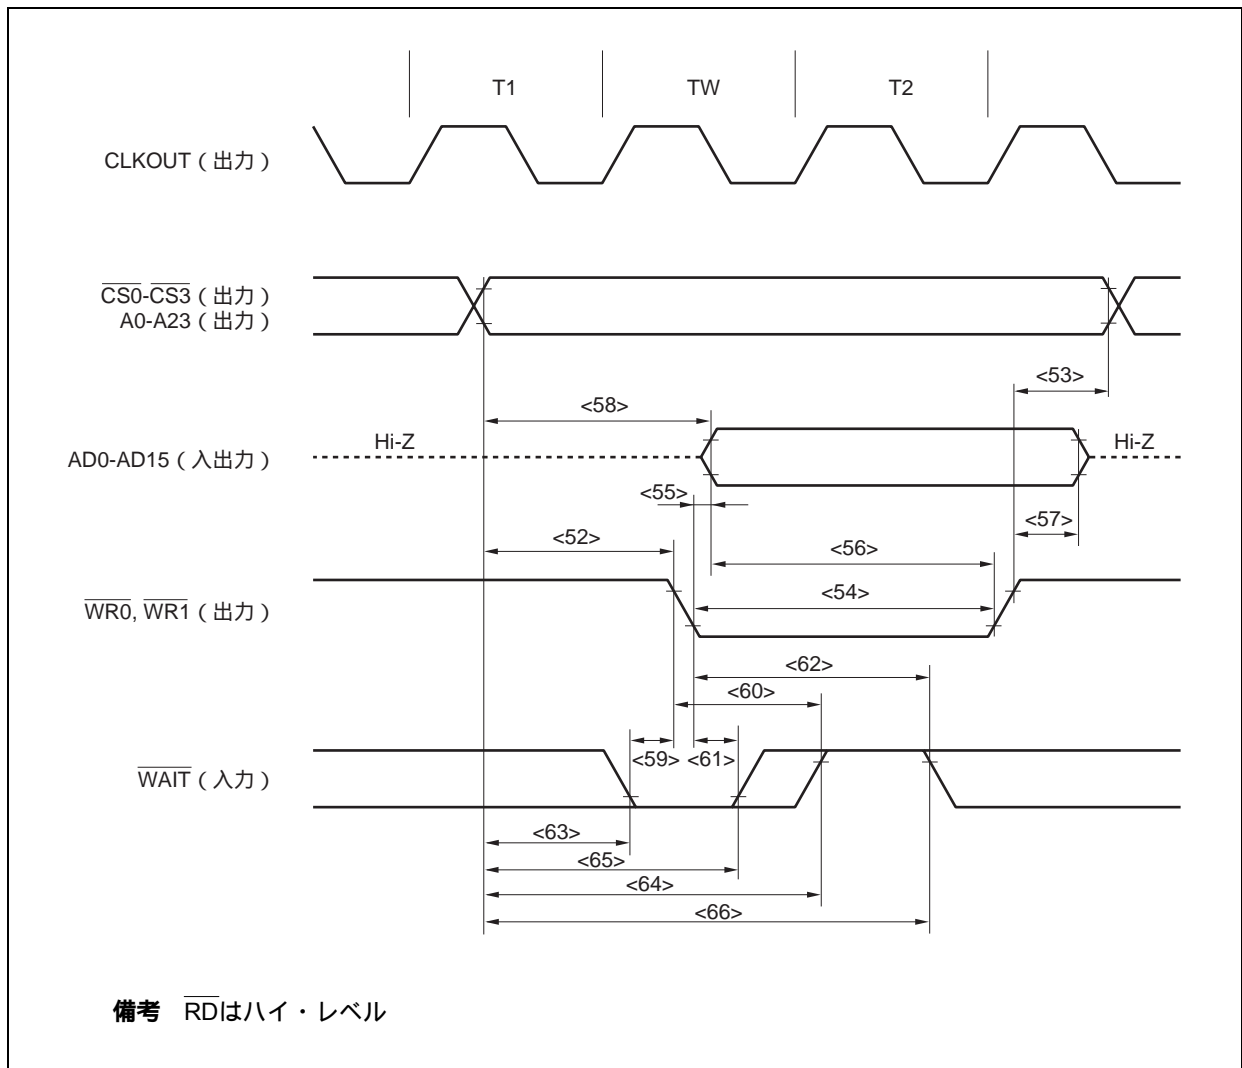 T1 TW T2
CLKOUT（出力）
CS0-CS3（出力）
A0-A23（出力）
<53>
<58>
AD0-AD15（入出力） Hi-Z Hi-Z
<55>
<57>
<52>
<56>
<54>
WR0, WR1（出力）
<62>
<60>
<59> <61>
WAIT（入力）
<63>
<65>
<64>
<66>
備考 RDはハイ・レベル